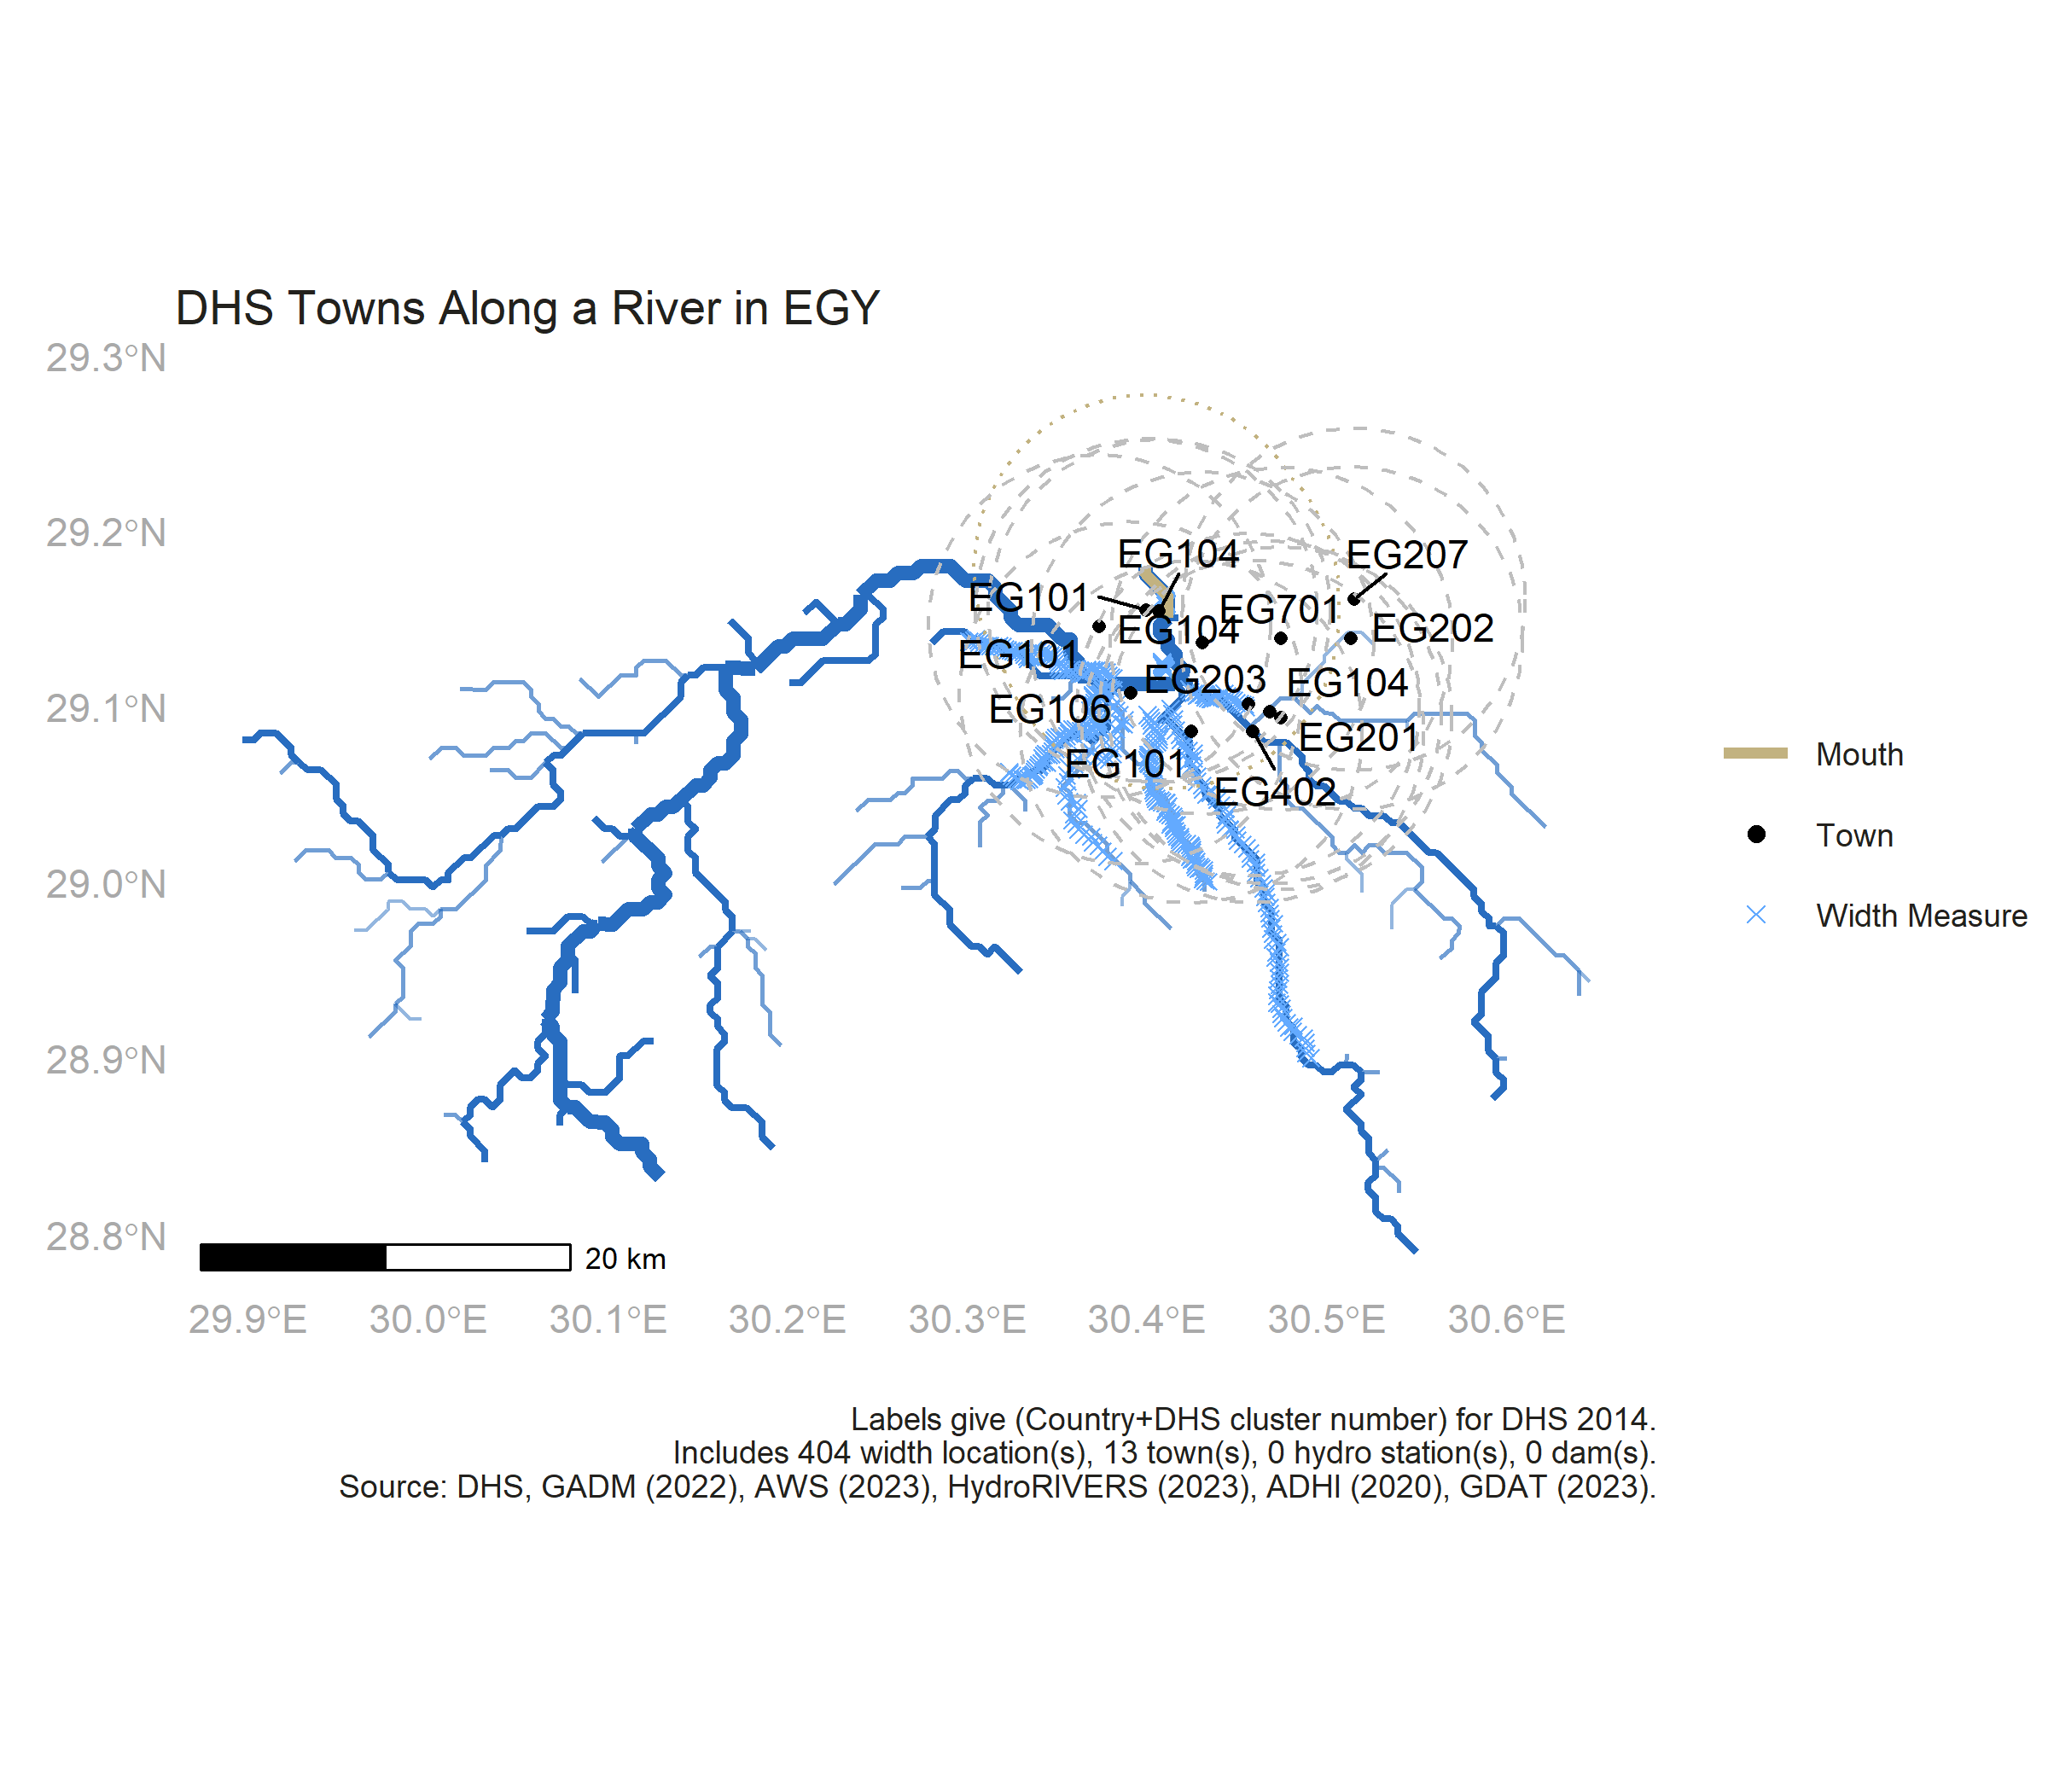 DHS Towns Along a River in EGY
29.3°N
29.2°N
29.1°N
29.0°N
28.9°N
28.8°N
EG104
EG207
EG101
EG701
EG104
EG202
EG101
EG203
EG104
EG106
EG201
EG101
EG402
Mouth
Town
Width Measure
20 km
29.9°E
30.0°E
30.1°E
30.2°E
30.3°E
30.4°E
30.5°E
30.6°E
Labels give (Country+DHS cluster number) for DHS 2014.
Includes 404 width location(s), 13 town(s), 0 hydro station(s), 0 dam(s).
Source: DHS, GADM (2022), AWS (2023), HydroRIVERS (2023), ADHI (2020), GDAT (2023).